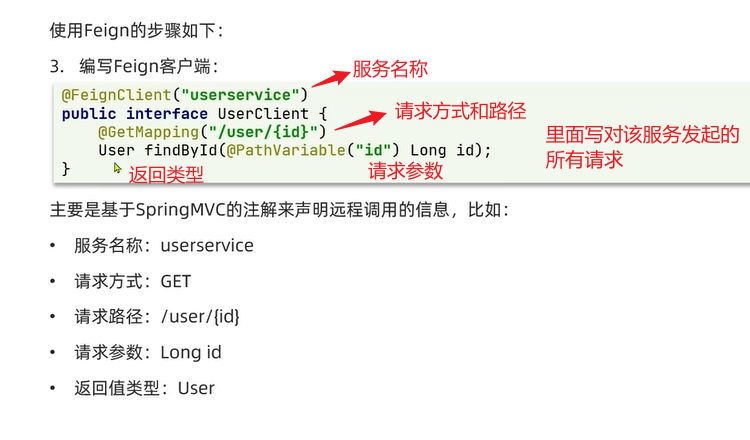 使用Feign的步骤如下：
3. 编写Feign客户端：
服务名称
@FeignClient("userservice")
public interface UserClient {
请求方式和路径
@GetMapping("/user/{id}")
User findById(@PathVariable("id") Long id);
里面写对该服务发起的
所有请求
}
返回类型
请求参数
主要是基于SpringMVC的注解来声明远程调用的信息，比如：
• 服务名称：userservice
• 请求方式：GET
• 请求路径：/user/{id}
• 请求参数：Long id
• 返回值类型：User